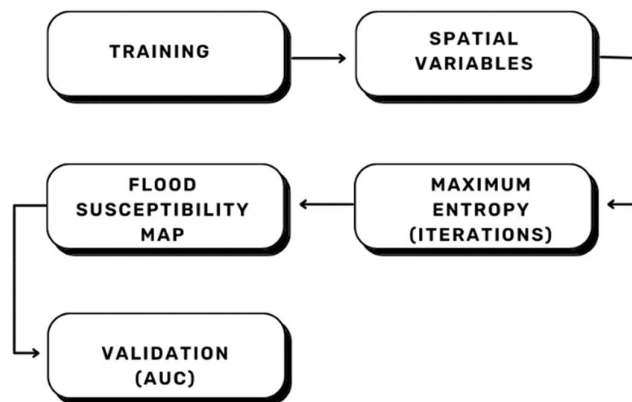 TRAINING
SPATIAL
VARIABLES
FLOOD
SUSCEPTIBILITY
MAP
MAXIMUM
ENTROPY
(ITERATIONS)
VALIDATION
(AUC)